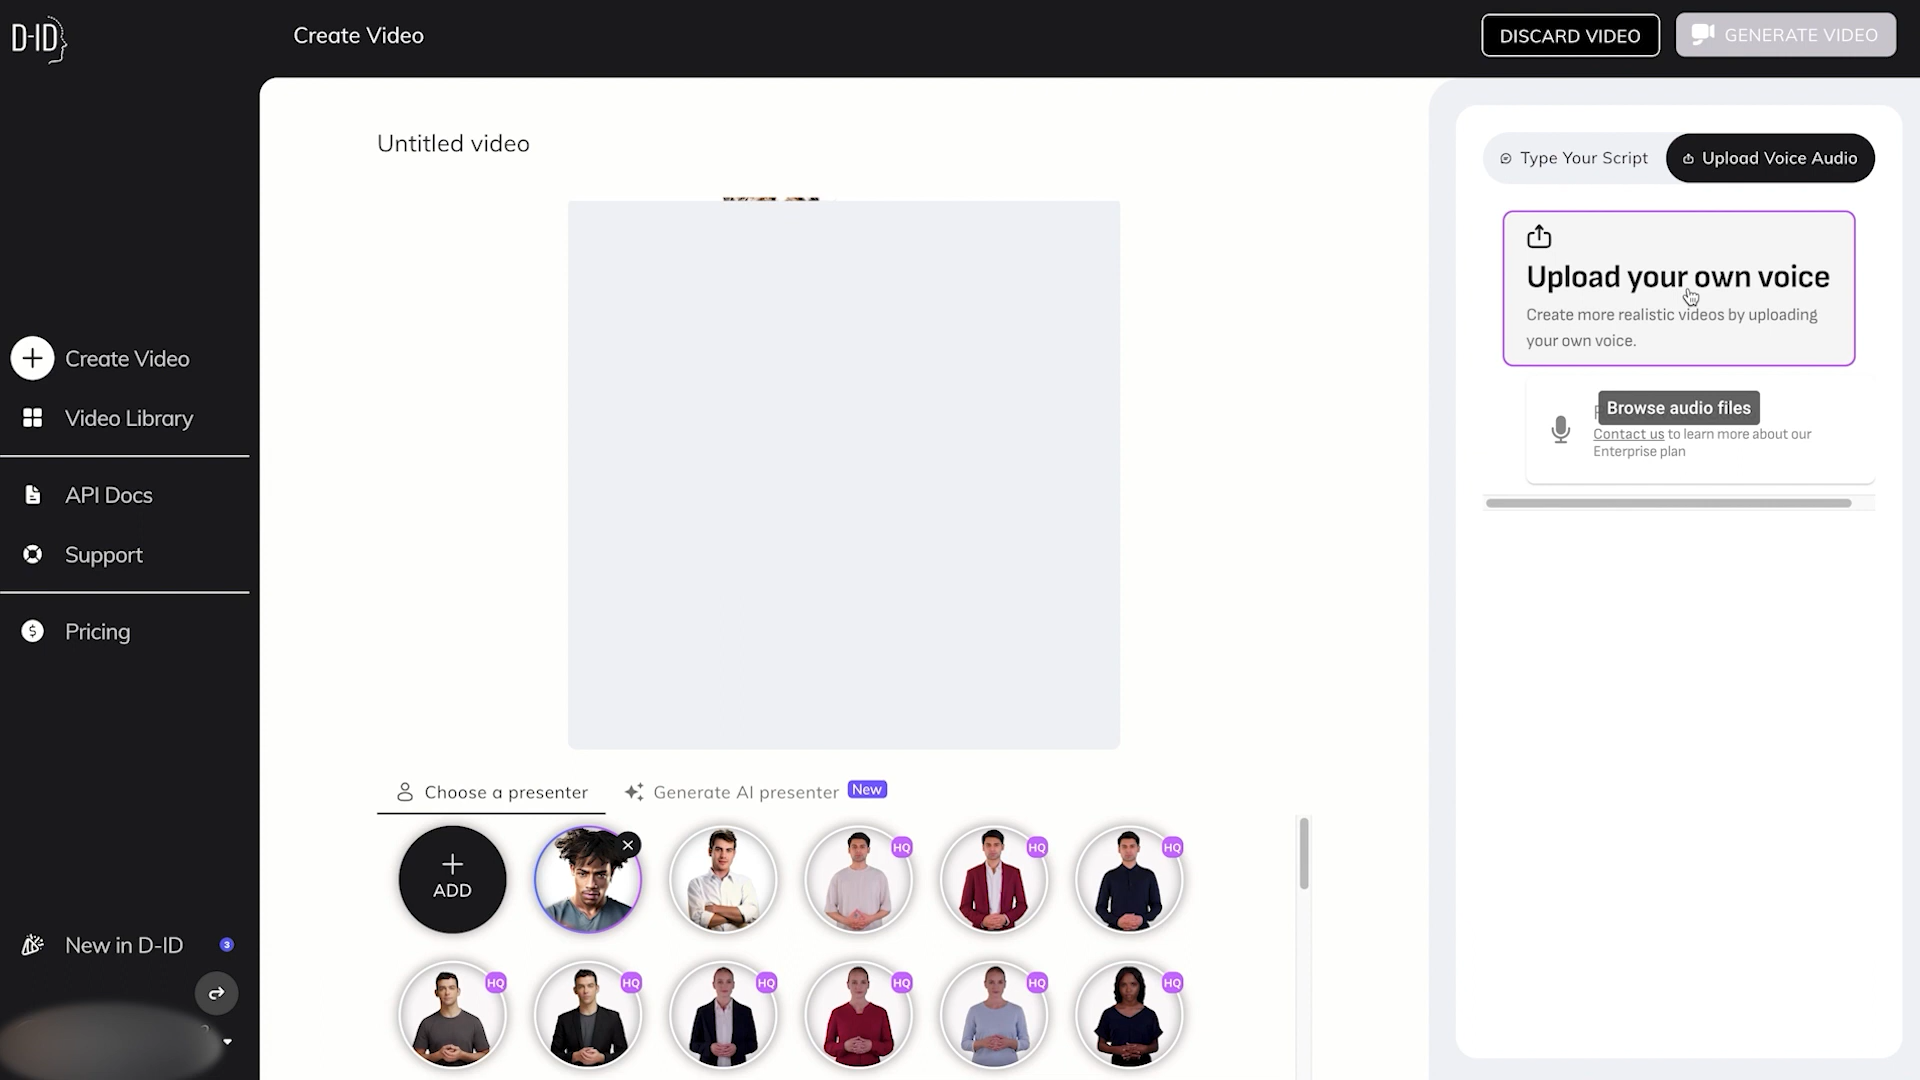 D-ID
Create Video
DISCARD VIDEO
GENERATE VIDEO
Untitled video
Type Your Script
Upload Voice Audio
Upload your own voice
Create more realistic videos by uploading
your own voice.
Browse audio files
Contact us to learn more about our
Enterprise plan
Create Video
Video Library
API Docs
Support
$
Pricing
New in D-ID
3
Choose a presenter
Generate AI presenter
New
ADD
HQ
HQ
HQ
HQ
HQ
HQ
HQ
HQ
HQ